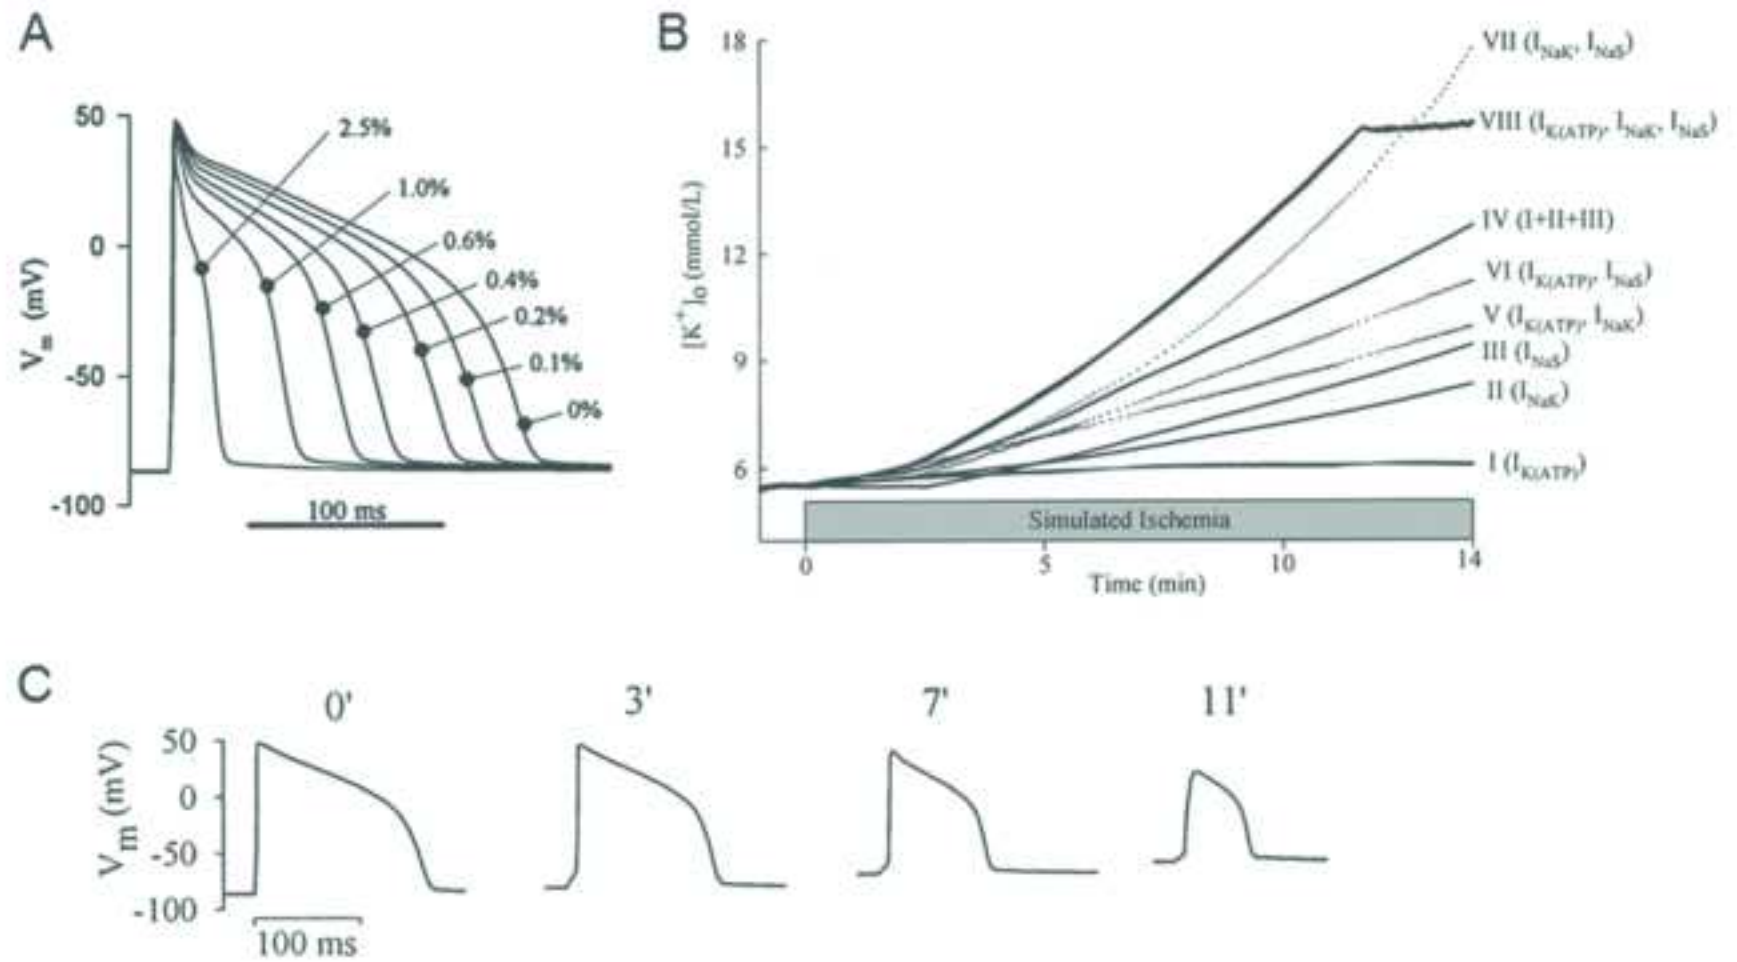 A
50
0
-50
-100
Vm (mV)
2.5%
1.0%
0.6%
0.4%
0.2%
0.1%
0%
100 ms
B
18
15
12
9
6
[K+]o (mmol/L)
VII (INaK, INaS)
VIII (IK(ATP), INaK, INaS)
IV (I+II+III)
VI (IK(ATP), INaS)
V (IK(ATP), INaK)
III (INaS)
II (INaK)
I (IK(ATP))
Simulated Ischemia
0 5 10 14
Time (min)
C
0' 3' 7' 11'
50
0
-50
-100
Vm (mV)
100 ms